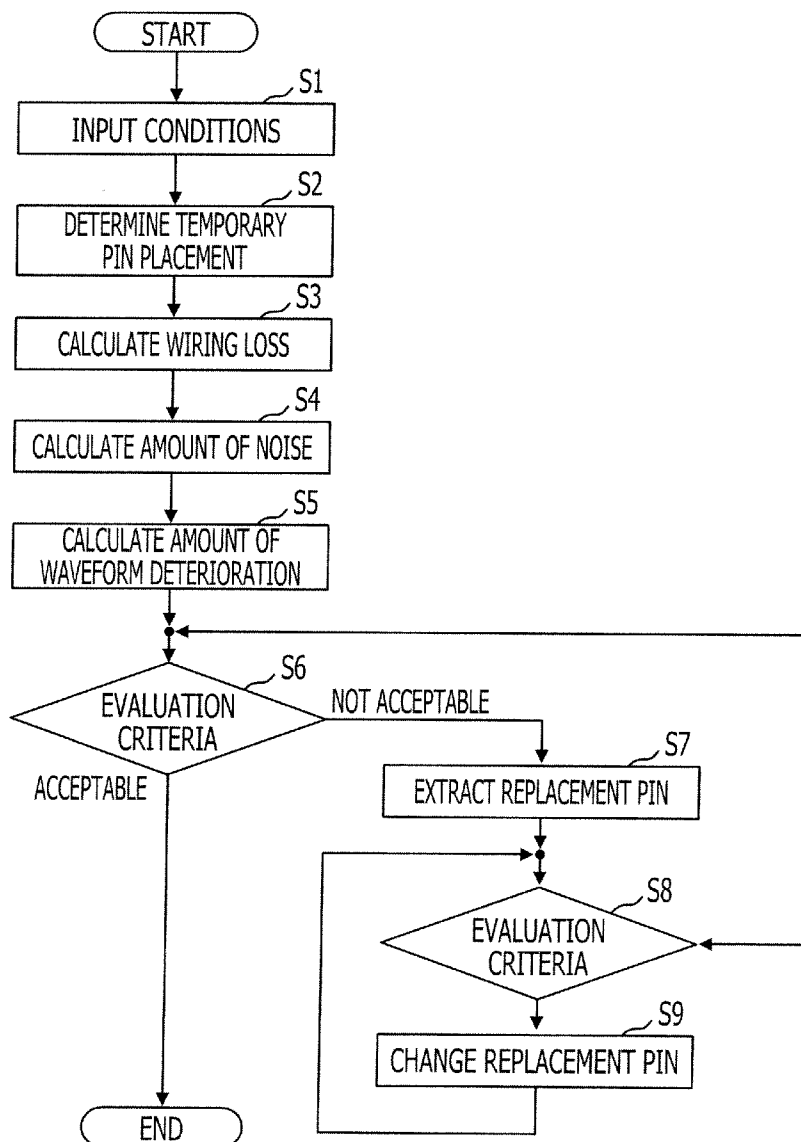 START
S1
INPUT CONDITIONS
S2
DETERMINE TEMPORARY
PIN PLACEMENT
S3
CALCULATE WIRING LOSS
S4
CALCULATE AMOUNT OF NOISE
S5
CALCULATE AMOUNT OF
WAVEFORM DETERIORATION
S6
EVALUATION
CRITERIA
NOT ACCEPTABLE
ACCEPTABLE
S7
EXTRACT REPLACEMENT PIN
S8
EVALUATION
CRITERIA
S9
CHANGE REPLACEMENT PIN
END